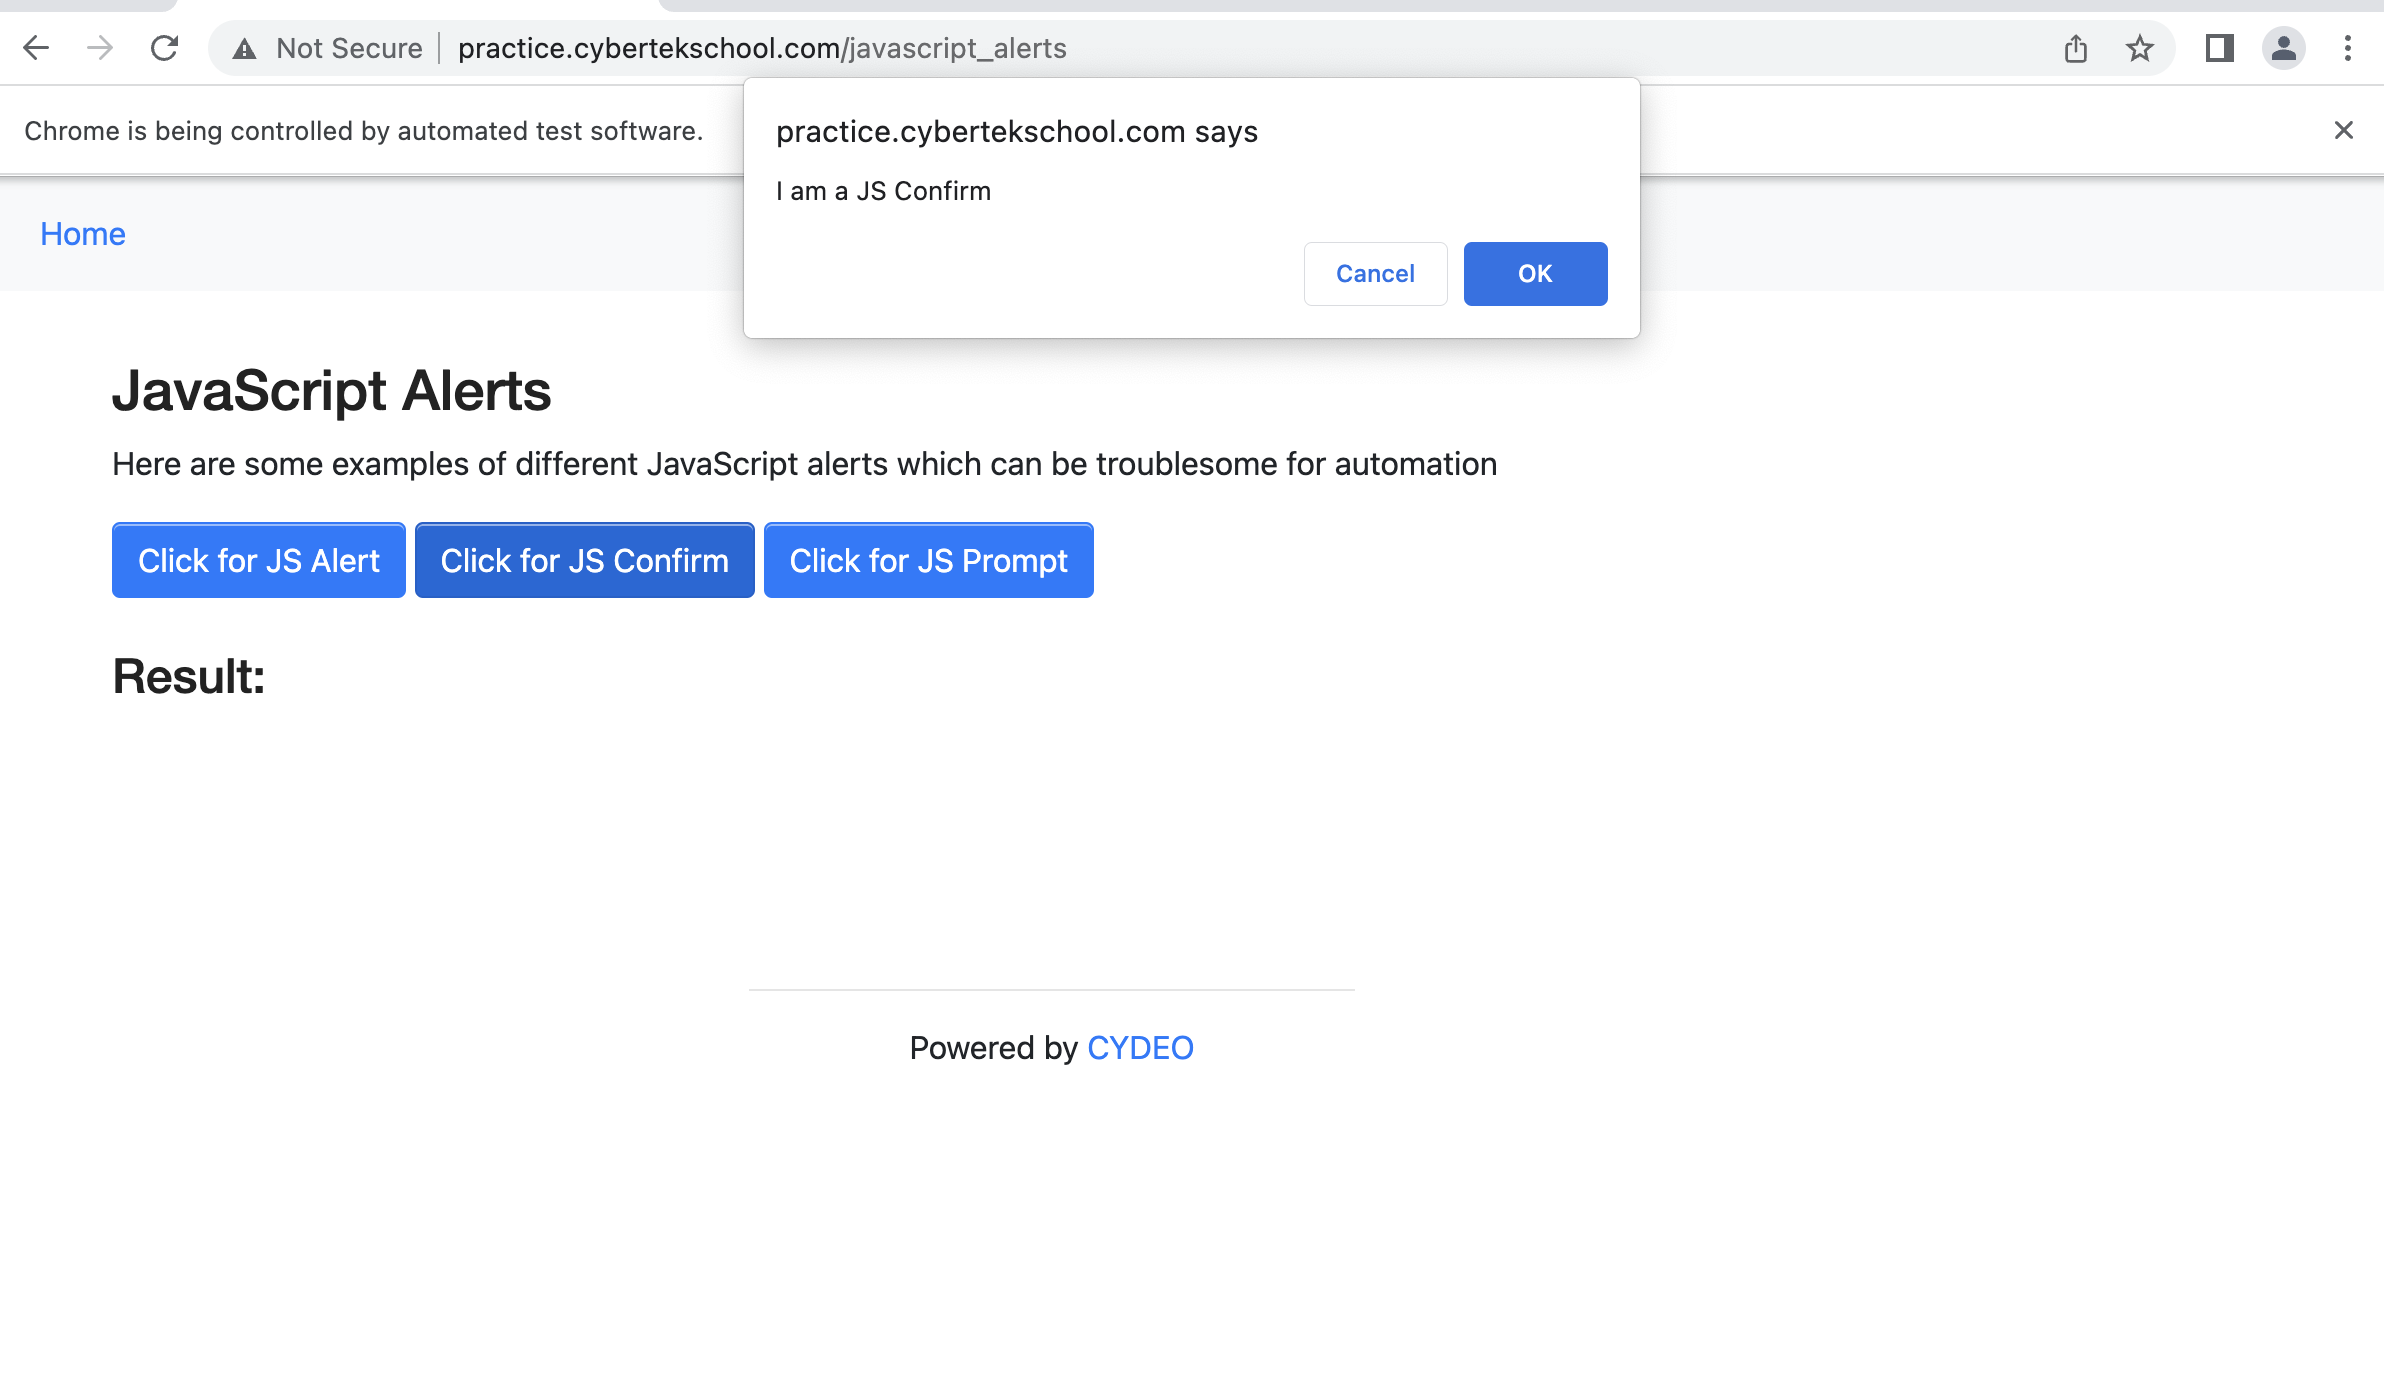 Not Secure practice.cybertekschool.com/javascript_alerts
Chrome is being controlled by automated test software.
practice.cybertekschool.com says
I am a JS Confirm
Cancel OK
Home
JavaScript Alerts
Here are some examples of different JavaScript alerts which can be troublesome for automation
Click for JS Alert Click for JS Confirm Click for JS Prompt
Result:
Powered by CYDEO